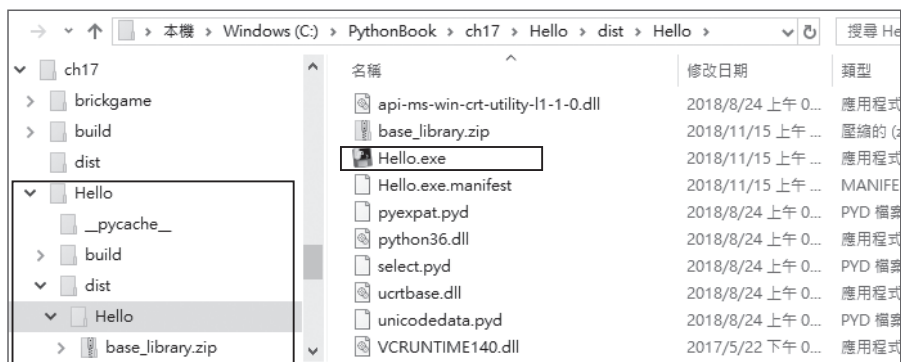 本機 › Windows (C:) › PythonBook › ch17 › Hello › dist › Hello ›
搜尋 He
ch17
brickgame
build
dist
Hello
__pycache__
build
dist
Hello
base_library.zip
名稱 修改日期 類型
api-ms-win-crt-utility-l1-1-0.dll 2018/8/24 上午 0... 應用程式
base_library.zip 2018/11/15 上午 ... 壓縮的 (z
Hello.exe 2018/11/15 上午 ... 應用程式
Hello.exe.manifest 2018/11/15 上午 ... MANIFE
pyexpat.pyd 2018/8/24 上午 0... PYD 檔案
python36.dll 2018/8/24 上午 0... 應用程式
select.pyd 2018/8/24 上午 0... PYD 檔案
ucrtbase.dll 2018/8/24 上午 0... 應用程式
unicodedata.pyd 2018/8/24 上午 0... PYD 檔案
VCRUNTIME140.dll 2017/5/22 下午 0... 應用程式